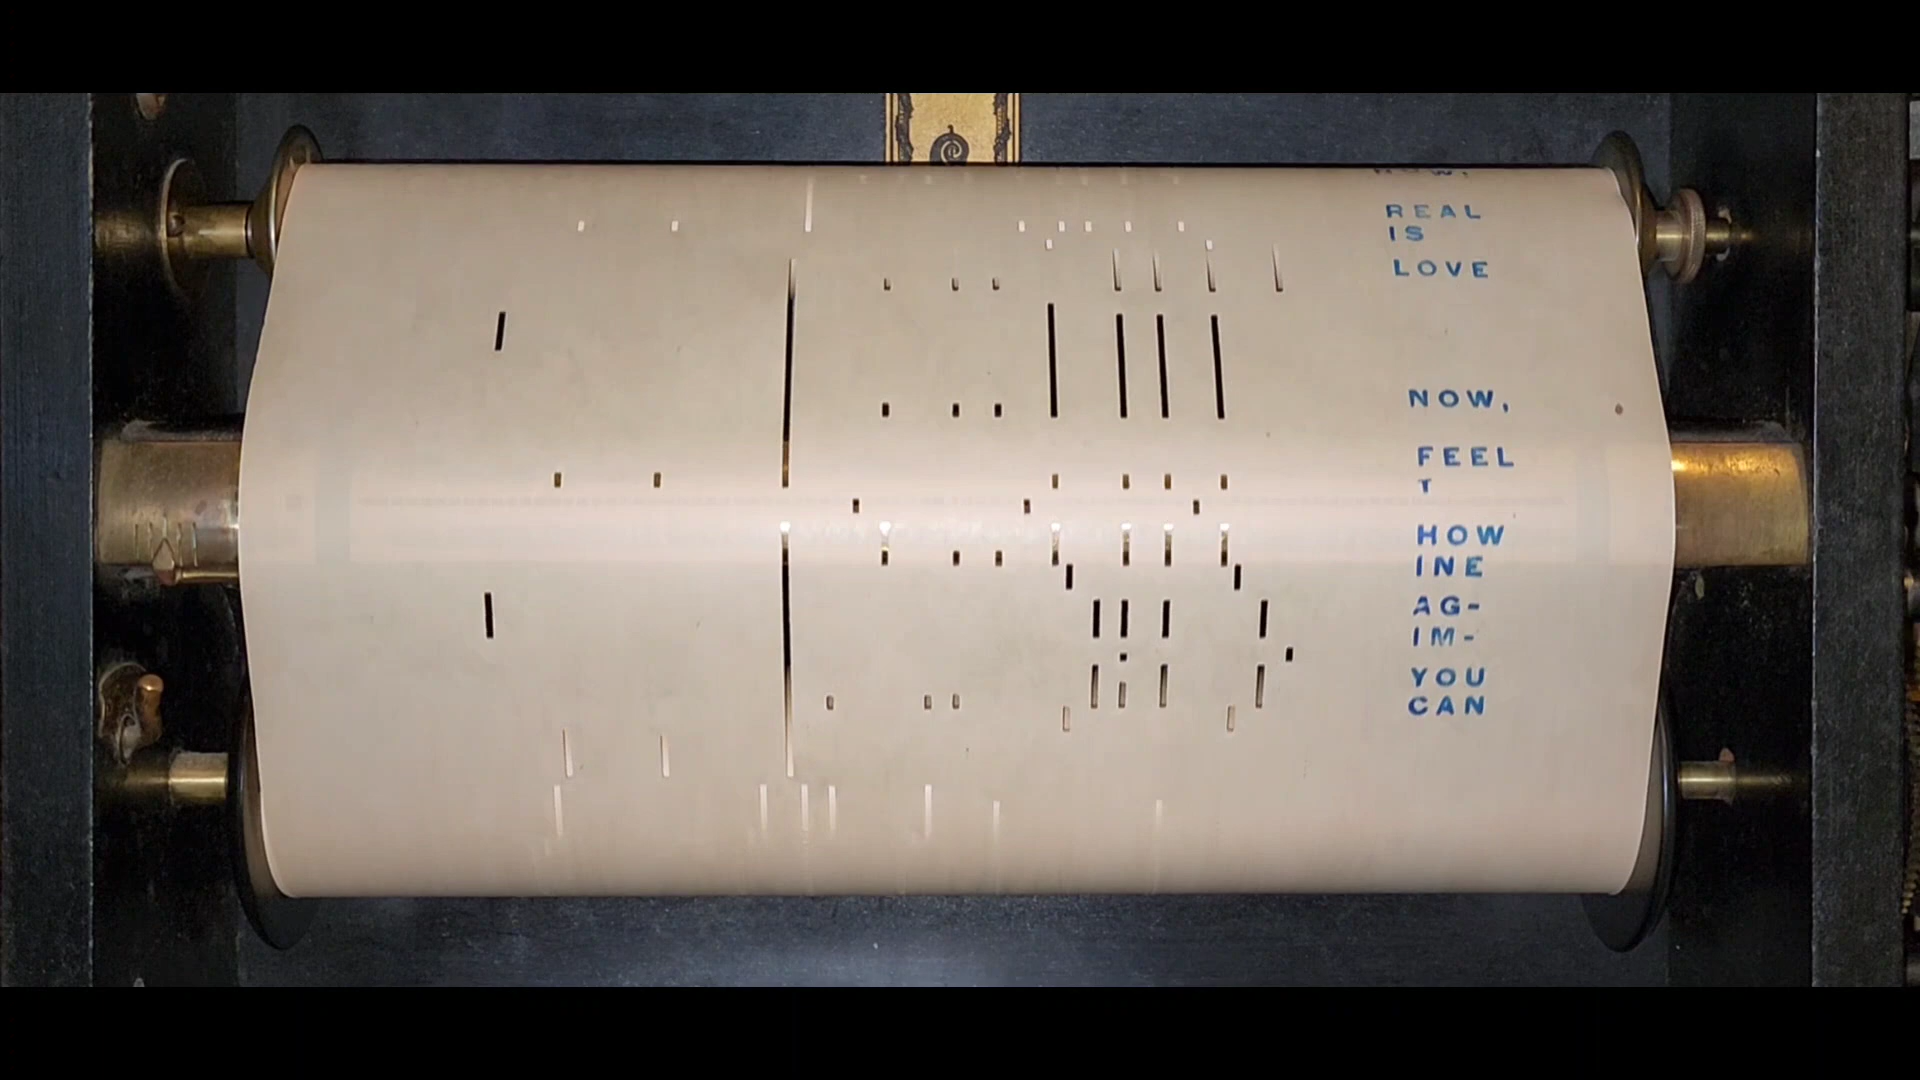 REAL
IS
LOVE
NOW,
FEEL
HOW
INE
AG-
IM-
YOU
CAN